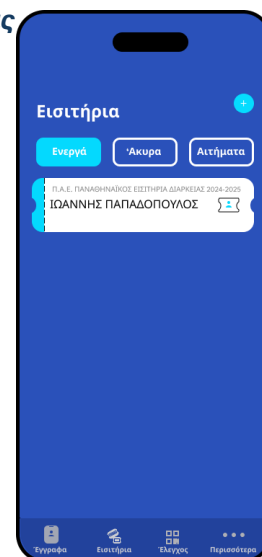 Εισιτήρια
+
Ενεργά
Άκυρα
Αιτήματα
Π.Α.Ε. ΠΑΝΑΘΗΝΑΪΚΟΣ ΕΙΣΙΤΗΡΙΑ ΔΙΑΡΚΕΙΑΣ 2024-2025
ΙΩΑΝΝΗΣ ΠΑΠΑΔΟΠΟΥΛΟΣ
Έγγραφα
Εισιτήρια
Έλεγχος
Περισσότερα